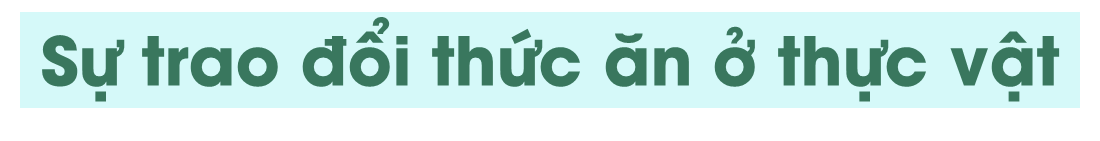 Sự trao đổi thức ăn ở thực vật